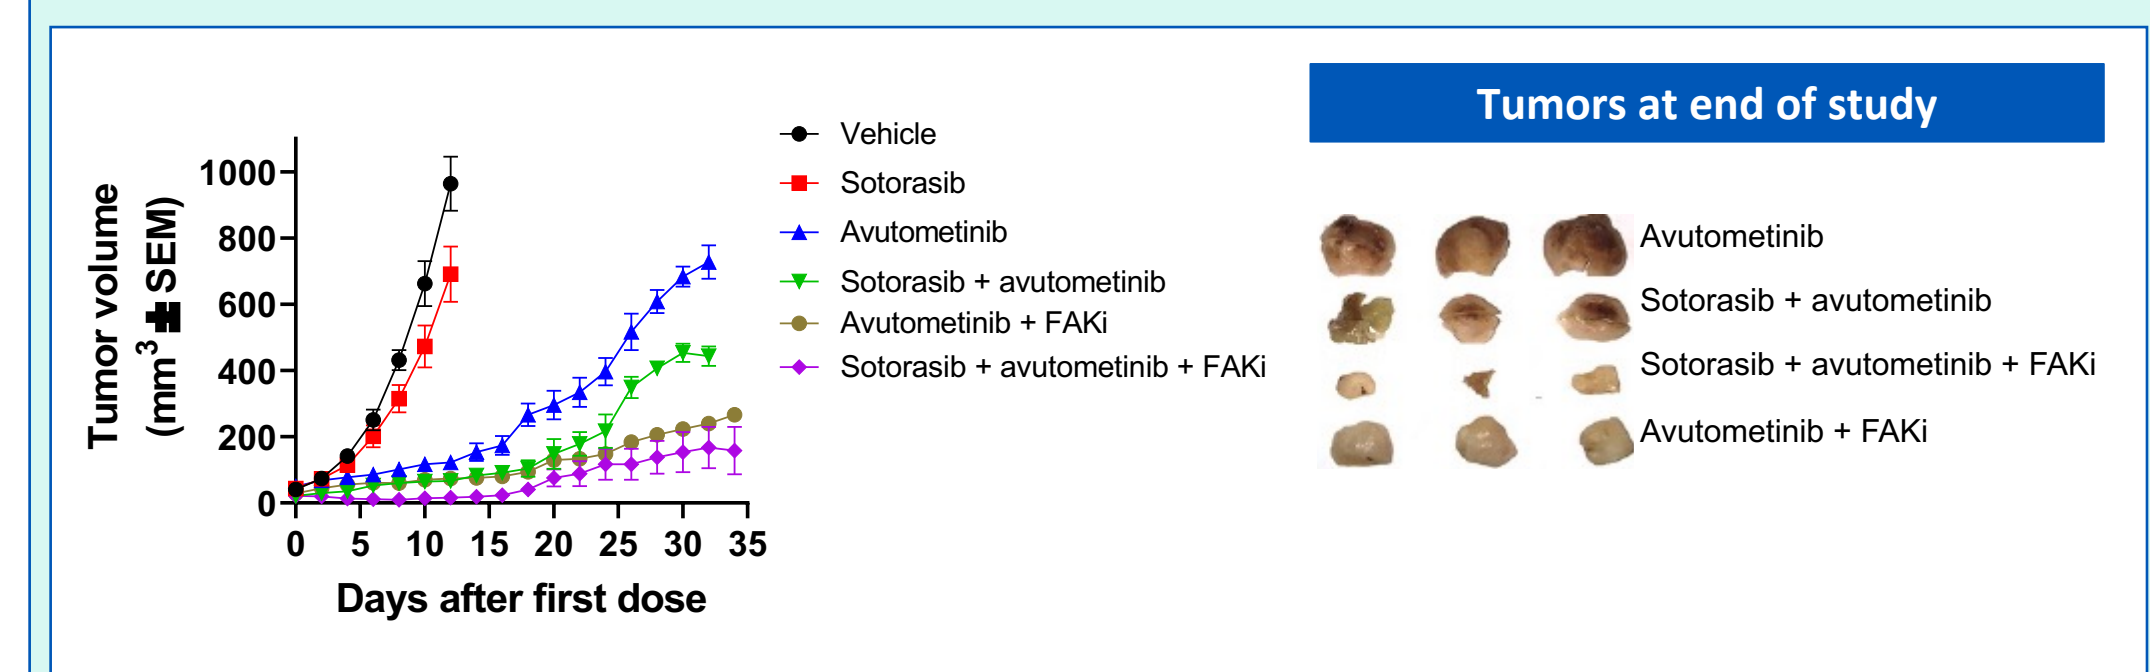 Tumors at end of study
Tumor volume
(mm³ ± SEM)
1000
800
600
400
200
0
0 5 10 15 20 25 30 35
Days after first dose
Vehicle
Sotorasib
Avutometinib
Sotorasib + avutometinib
Avutometinib + FAKi
Sotorasib + avutometinib + FAKi
Avutometinib
Sotorasib + avutometinib
Sotorasib + avutometinib + FAKi
Avutometinib + FAKi